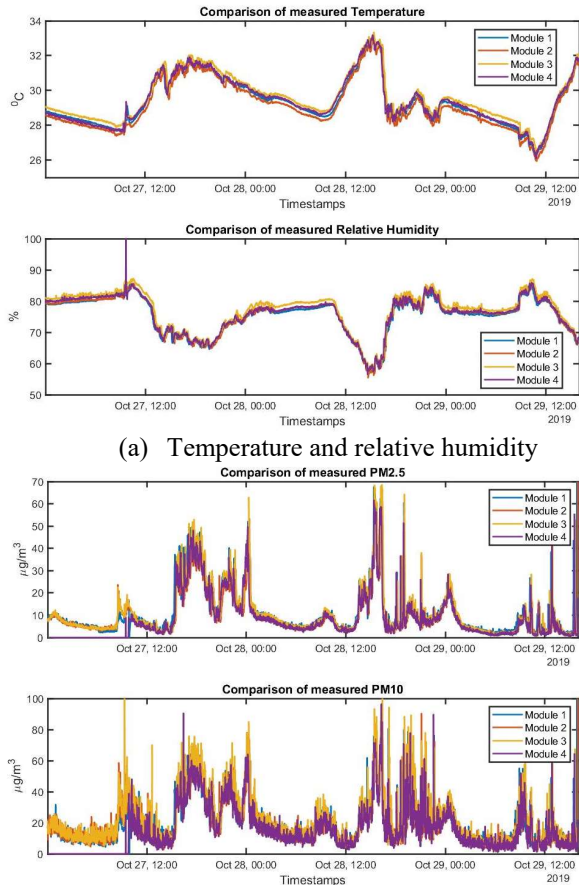 Comparison of measured Temperature
34
32
30
28
26
⁰C
Module 1
Module 2
Module 3
Module 4
Oct 27, 12:00
Oct 28, 00:00
Oct 28, 12:00
Oct 29, 00:00
Oct 29, 12:00
Timestamps
2019
Comparison of measured Relative Humidity
100
90
80
70
60
50
%
Module 1
Module 2
Module 3
Module 4
Oct 27, 12:00
Oct 28, 00:00
Oct 28, 12:00
Oct 29, 00:00
Oct 29, 12:00
Timestamps
2019
(a) Temperature and relative humidity
Comparison of measured PM2.5
70
60
50
40
30
20
10
0
μg/m³
Module 1
Module 2
Module 3
Module 4
Oct 27, 12:00
Oct 28, 00:00
Oct 28, 12:00
Oct 29, 00:00
Oct 29, 12:00
2019
Comparison of measured PM10
100
80
60
40
20
0
μg/m³
Module 1
Module 2
Module 3
Module 4
Oct 27, 12:00
Oct 28, 00:00
Oct 28, 12:00
Oct 29, 00:00
Oct 29, 12:00
Timestamps
2019